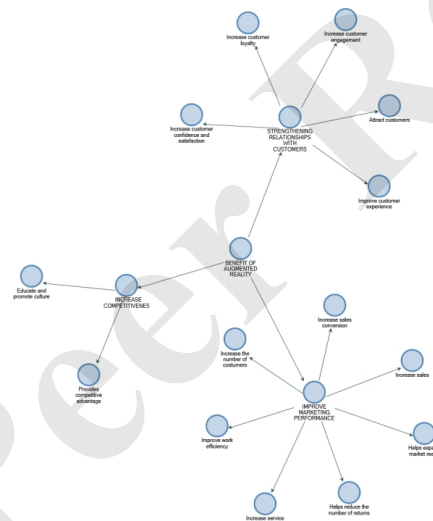 Increase customer
loyalty
Increase customer
engagement
Attract customers
Increase customer
confidence and
satisfaction
STRENGTHENING
RELATIONSHIPS
WITH
CUSTOMERS
Improve customer
experience
BENEFIT OF
AUGMENTED
REALITY
Educate and
promote culture
INCREASE
COMPETITIVENES
Increase sales
conversion
Increase the
number of
costumers
Increase sales
Provides
competitive
advantage
IMPROVE
MARKETING
PERFORMANCE
Improve work
efficiency
Helps
market
Helps reduce the
number of returns
Increase service